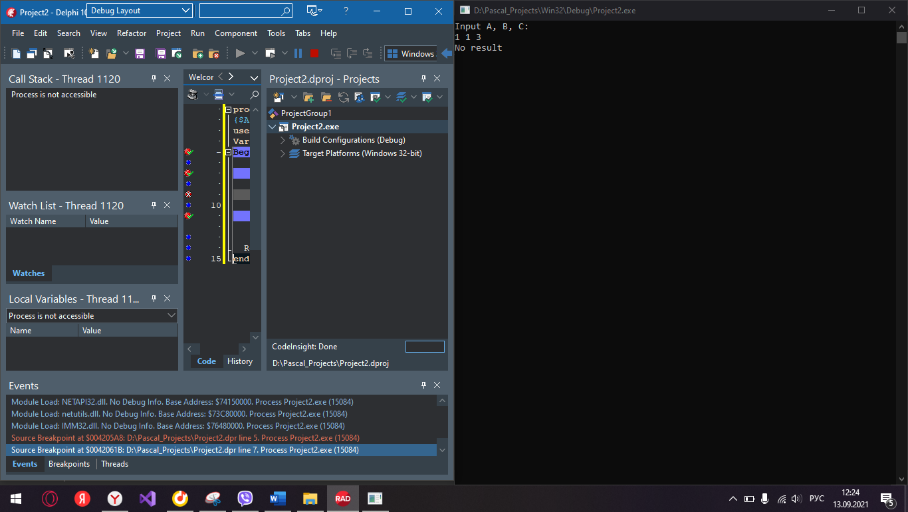 Project2 - Delphi 10
Debug Layout
File Edit Search View Refactor Project Run Component Tools Tabs Help
Windows
Call Stack - Thread 1120
Process is not accessible
Watch List - Thread 1120
Watch Name Value
Watches
Local Variables - Thread 11...
Process is not accessible
Name Value
Welcor
pro
{$A
use
Var
Beg
10
R
15 end
Code History
Project2.dproj - Projects
ProjectGroup1
Project2.exe
Build Configurations (Debug)
Target Platforms (Windows 32-bit)
CodeInsight: Done
D:\Pascal_Projects\Project2.dproj
Events
Module Load: NETAPI32.dll. No Debug Info. Base Address: $74150000. Process Project2.exe (15084)
Module Load: netutils.dll. No Debug Info. Base Address: $73C80000. Process Project2.exe (15084)
Module Load: IMM32.dll. No Debug Info. Base Address: $76480000. Process Project2.exe (15084)
Source Breakpoint at $004205A8: D:\Pascal_Projects\Project2.dpr line 5. Process Project2.exe (15084)
Source Breakpoint at $0042061B: D:\Pascal_Projects\Project2.dpr line 7. Process Project2.exe (15084)
Events Breakpoints Threads
D:\Pascal_Projects\Win32\Debug\Project2.exe
Input A, B, C:
1 1 3
No result
RAD
РУС
12:24
13.09.2021
5